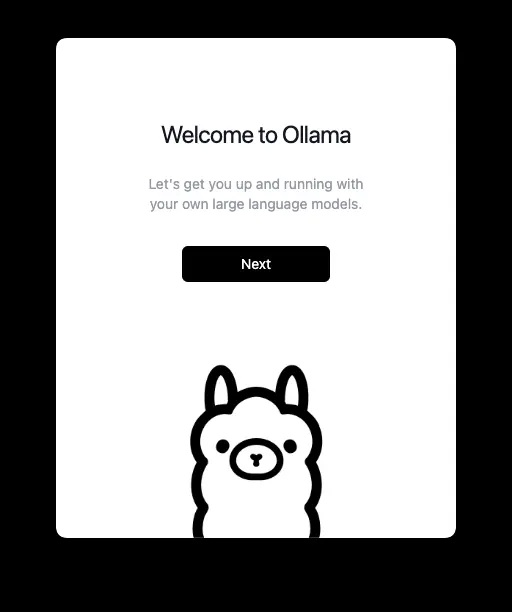 Welcome to Ollama
Let's get you up and running with
your own large language models.
Next